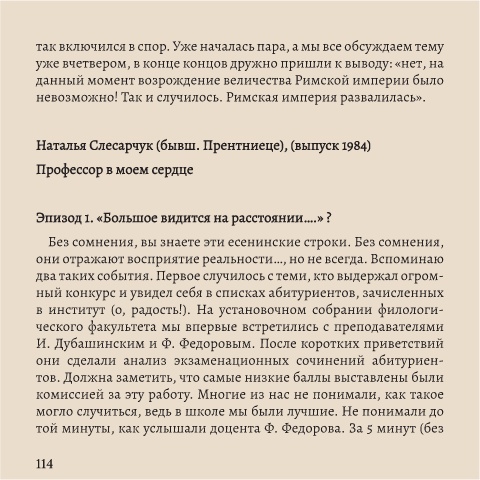 так включился в спор. Уже началась пара, а мы все обсуждаем тему
уже вчетвером, в конце концов дружно пришли к выводу: «нет, на
данный момент возрождение величества Римской империи было
невозможно! Так и случилось. Римская империя развалилась».
Наталья Слесарчук (бывш. Прентниеце), (выпуск 1984)
Профессор в моем сердце
Эпизод 1. «Большое видится на расстоянии….» ?
Без сомнения, вы знаете эти есенинские строки. Без сомнения,
они отражают восприятие реальности…, но не всегда. Вспоминаю
два таких события. Первое случилось с теми, кто выдержал огром-
ный конкурс и увидел себя в списках абитуриентов, зачисленных
в институт (о, радость!). На установочном собрании филологи-
ческого факультета мы впервые встретились с преподавателями
И. Дубашинским и Ф. Федоровым. После коротких приветствий
они сделали анализ экзаменационных сочинений абитуриен-
тов. Должна заметить, что самые низкие баллы выставлены были
комиссией за эту работу. Многие из нас не понимали, как такое
могло случиться, ведь в школе мы были лучшие. Не понимали до
той минуты, как услышали доцента Ф. Федорова. За 5 минут (без
114